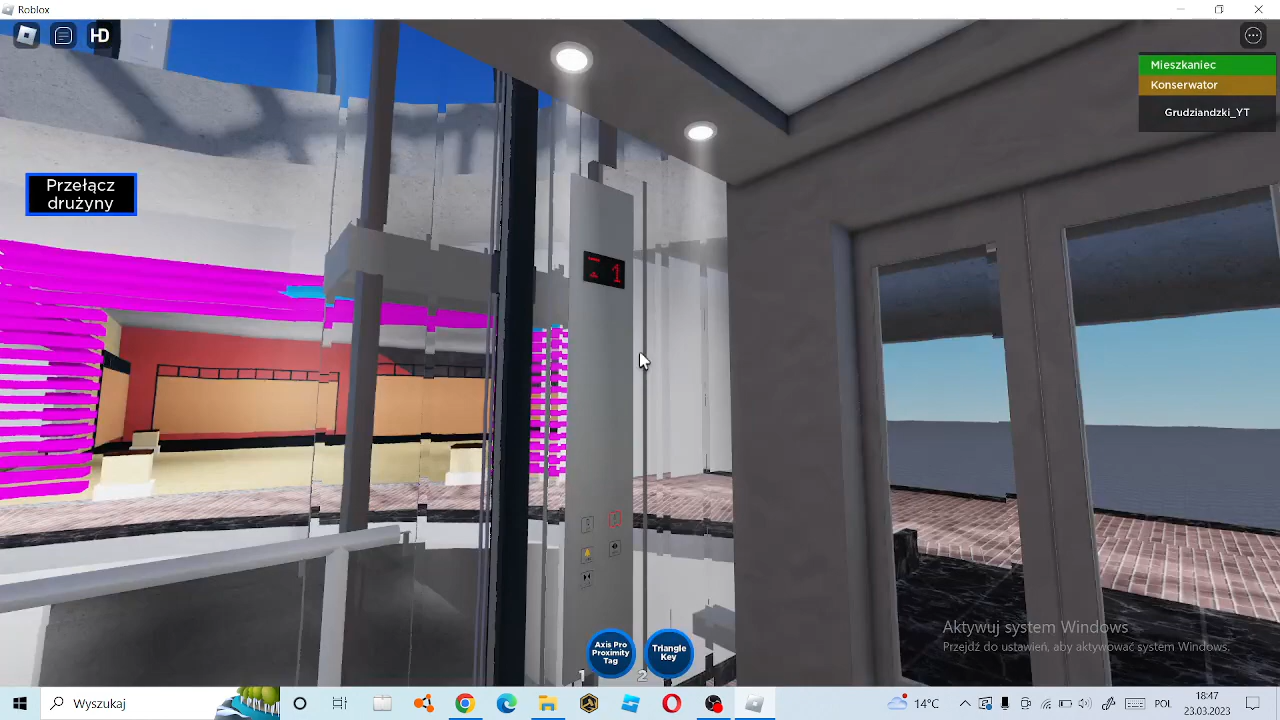 Roblox
HD
Mieszkaniec
Konserwator
Grudziandzki_YT
Przełącz
drużyny
1
Axis Pro
Proximity
Tag
Triangle
Key
1
2
Aktywuj system Windows
Przejdź do ustawień, aby aktywować system Windows.
Wyszukaj
14°C
POL
18:47
23.03.2023